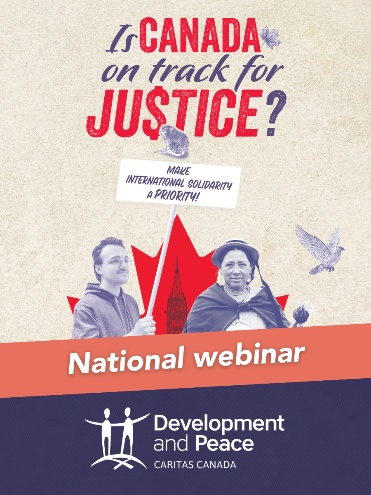 Is CANADA
on track for
JU$TICE?
MAKE
INTERNATIONAL SOLIDARITY
A PRIORITY!
National webinar
Development
and Peace
CARITAS CANADA